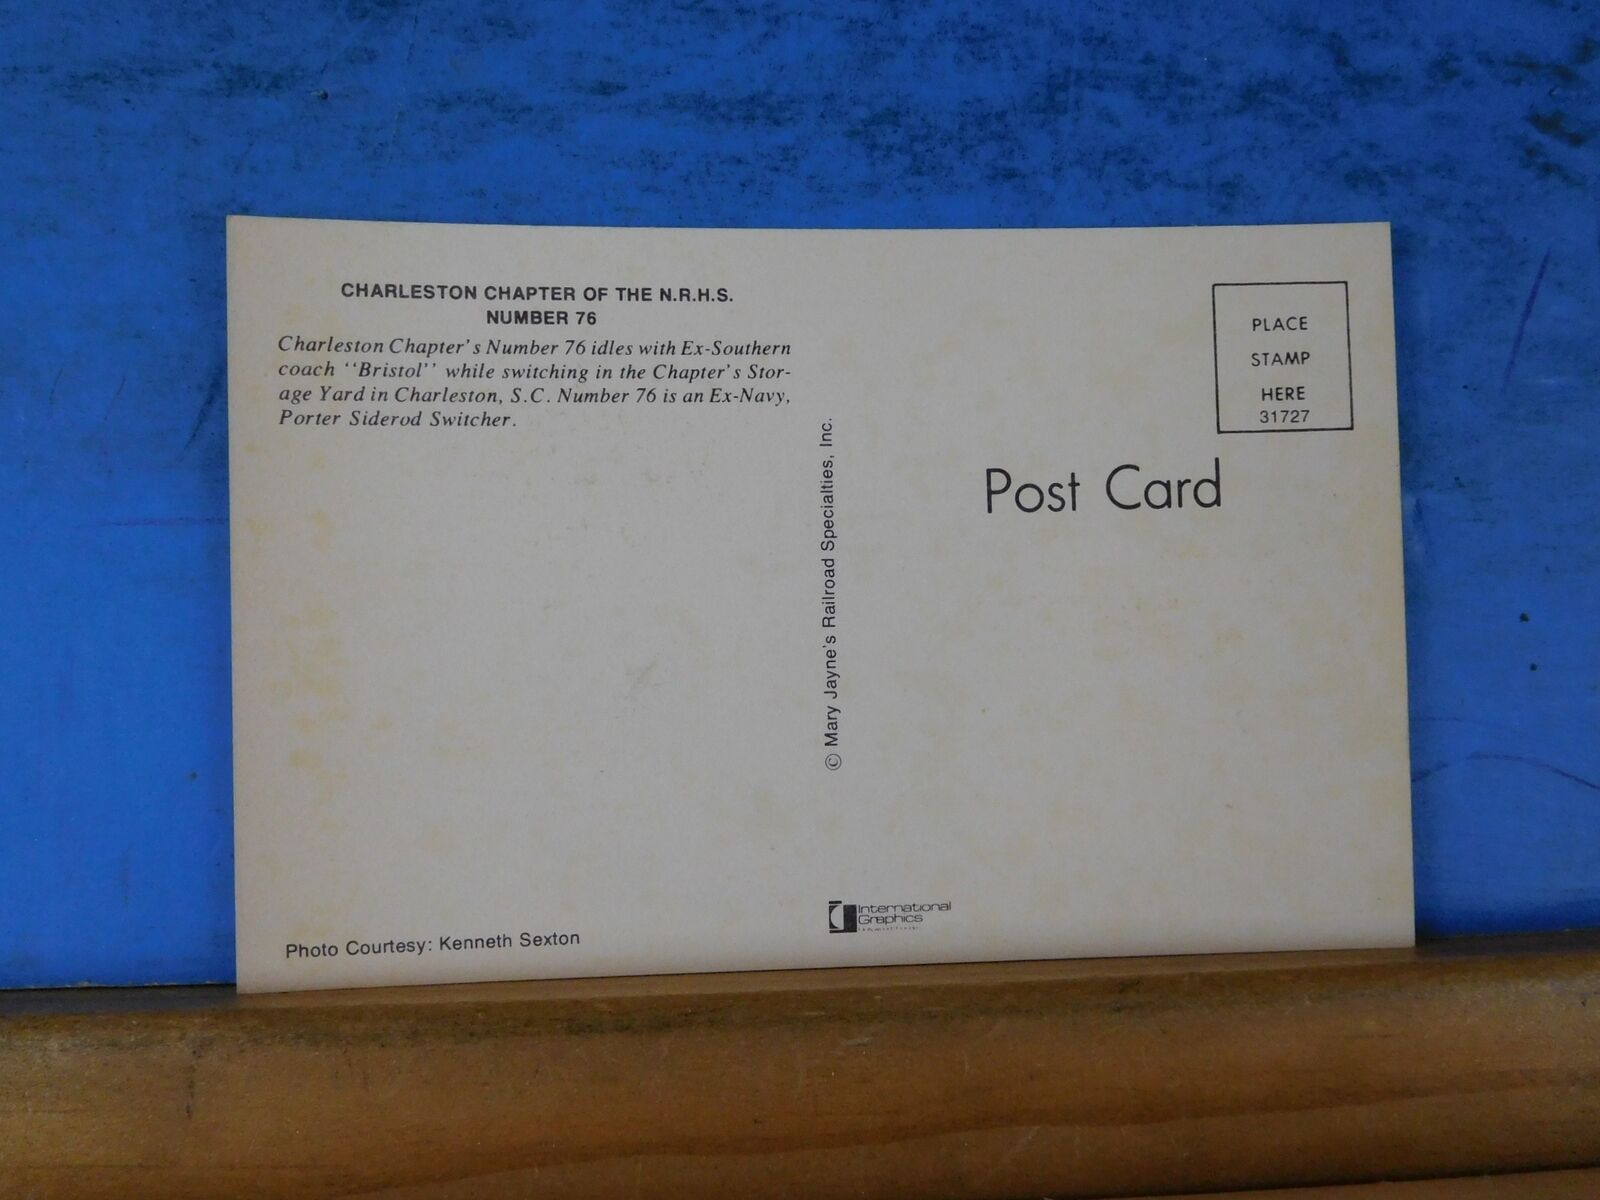 CHARLESTON CHAPTER OF THE N.R.H.S.
NUMBER 76
Charleston Chapter's Number 76 idles with Ex-Southern
coach "Bristol" while switching in the Chapter's Stor-
age Yard in Charleston, S.C. Number 76 is an Ex-Navy,
Porter Siderod Switcher.
Photo Courtesy: Kenneth Sexton
© Mary Jayne's Railroad Specialties, Inc.
International
Graphics
PLACE
STAMP
HERE
31727
Post Card